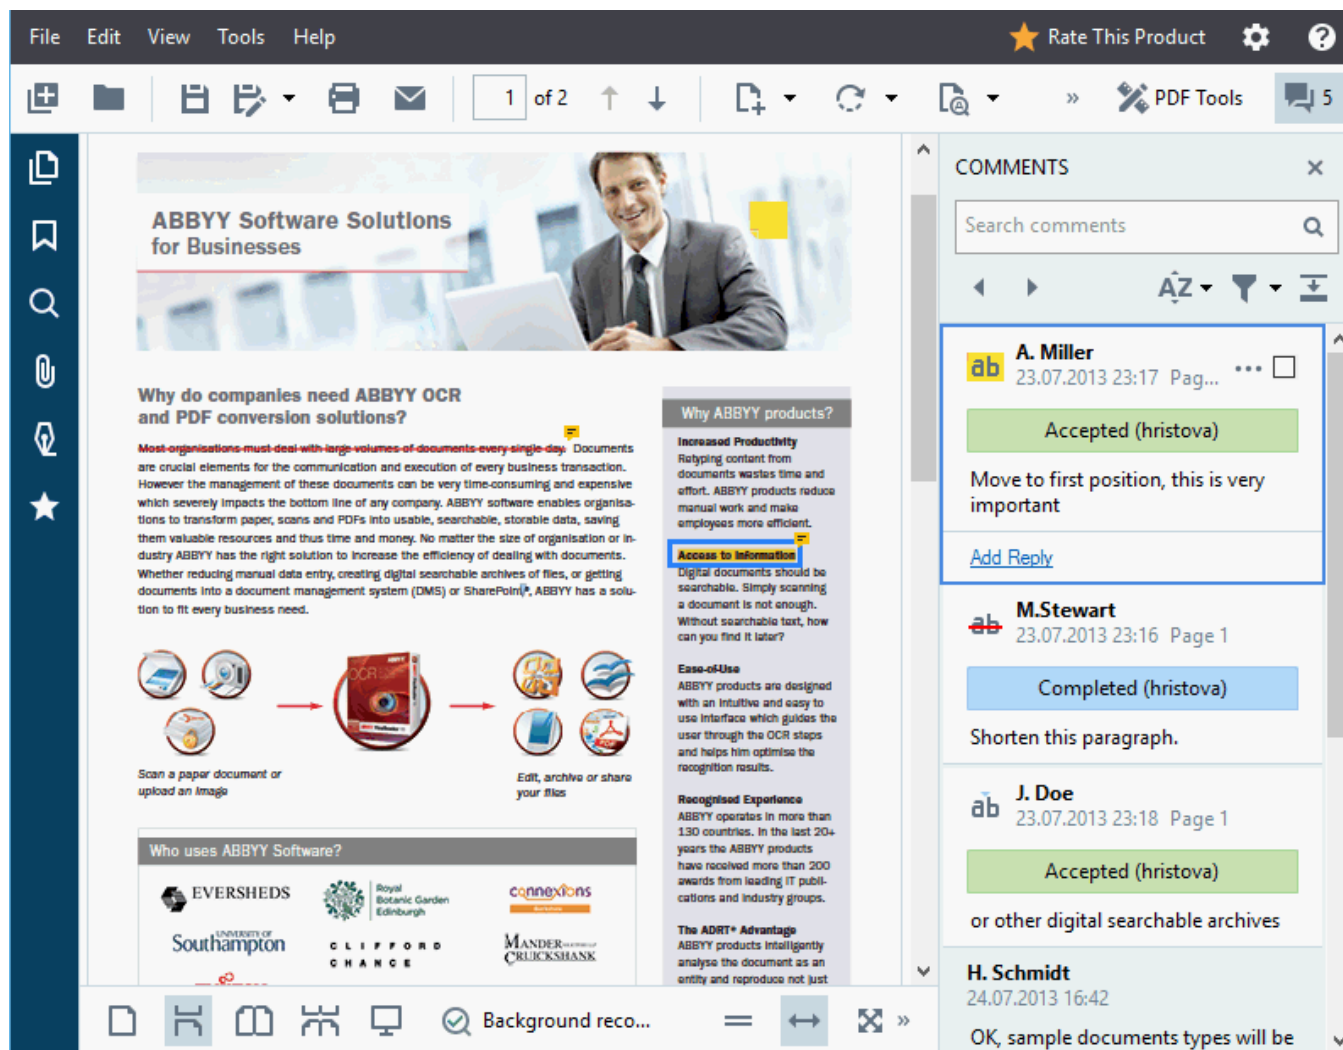 File Edit View Tools Help
Rate This Product
1 of 2
PDF Tools
5
ABBYY Software Solutions
for Businesses
Why do companies need ABBYY OCR
and PDF conversion solutions?
Most organisations must deal with large volumes of documents every single day. Documents
are crucial elements for the communication and execution of every business transaction.
However the management of these documents can be very time-consuming and expensive
which severely impacts the bottom line of any company. ABBYY software enables organisa-
tions to transform paper, scans and PDFs into usable, searchable, storable data, saving
them valuable resources and thus time and money. No matter the size of organisation or in-
dustry ABBYY has the right solution to increase the efficiency of dealing with documents.
Whether reducing manual data entry, creating digital searchable archives of files, or getting
documents into a document management system (DMS) or SharePoint®, ABBYY has a solu-
tion to fit every business need.
OCR
Scan a paper document or
upload an image
Edit, archive or share
your files
Who uses ABBYY Software?
EVERSHEDS
Royal
Botanic Garden
Edinburgh
connexions
UNIVERSITY OF
Southampton
CLIFFORD
CHANCE
MANDER
CRUICKSHANK
Why ABBYY products?
Increased Productivity
Retyping content from
documents wastes time and
effort. ABBYY products reduce
manual work and make
employees more efficient.
Access to Information
Digital documents should be
searchable. Simply scanning
a document is not enough.
Without searchable text, how
can you find it later?
Ease-of-Use
ABBYY products are designed
with an intuitive and easy to
use interface which guides the
user through the OCR steps
and helps him optimise the
recognition results.
Recognised Experience
ABBYY operates in more than
130 countries. In the last 20+
years the ABBYY products
have received more than 200
awards from leading IT publi-
cations and industry groups.
The ADRT® Advantage
ABBYY products intelligently
analyse the document as an
entity and reproduce not just
Background reco...
COMMENTS
Search comments
AZ
ab A. Miller
23.07.2013 23:17 Pag...
Accepted (hristova)
Move to first position, this is very
important
Add Reply
ab M.Stewart
23.07.2013 23:16 Page 1
Completed (hristova)
Shorten this paragraph.
ab J. Doe
23.07.2013 23:18 Page 1
Accepted (hristova)
or other digital searchable archives
H. Schmidt
24.07.2013 16:42
OK, sample documents types will be